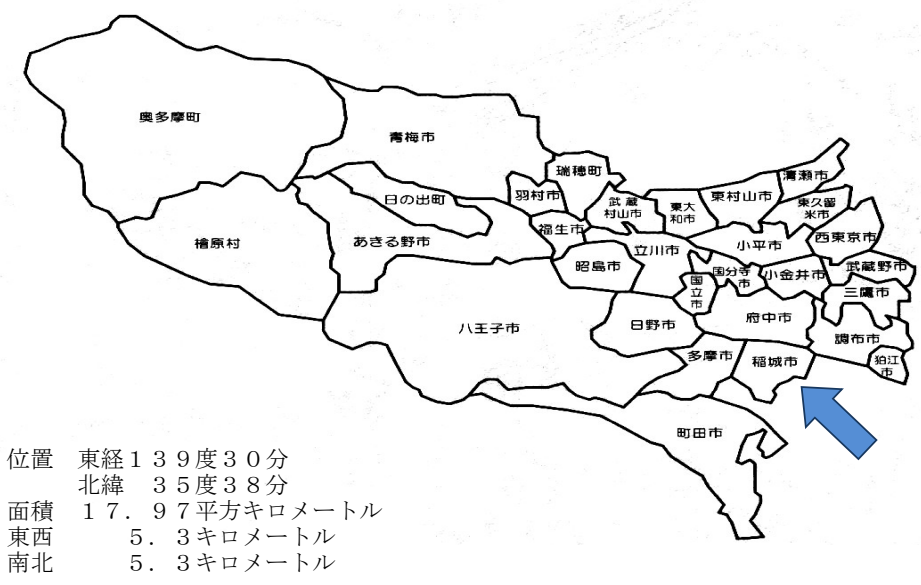 奥多摩町
青梅市
瑞穂町
清瀬市
羽村市
武蔵
村山市
東大
和市
東村山市
東久留
米市
日の出町
檜原村
あきる野市
福生市
立川市
小平市
西東京市
昭島市
国分寺
市
小金井市
武蔵野市
国
立
市
三鷹市
八王子市
日野市
府中市
調布市
多摩市
稲城市
狛江
市
町田市
位置 東経139度30分
北緯 35度38分
面積 17.97平方キロメートル
東西 5.3キロメートル
南北 5.3キロメートル